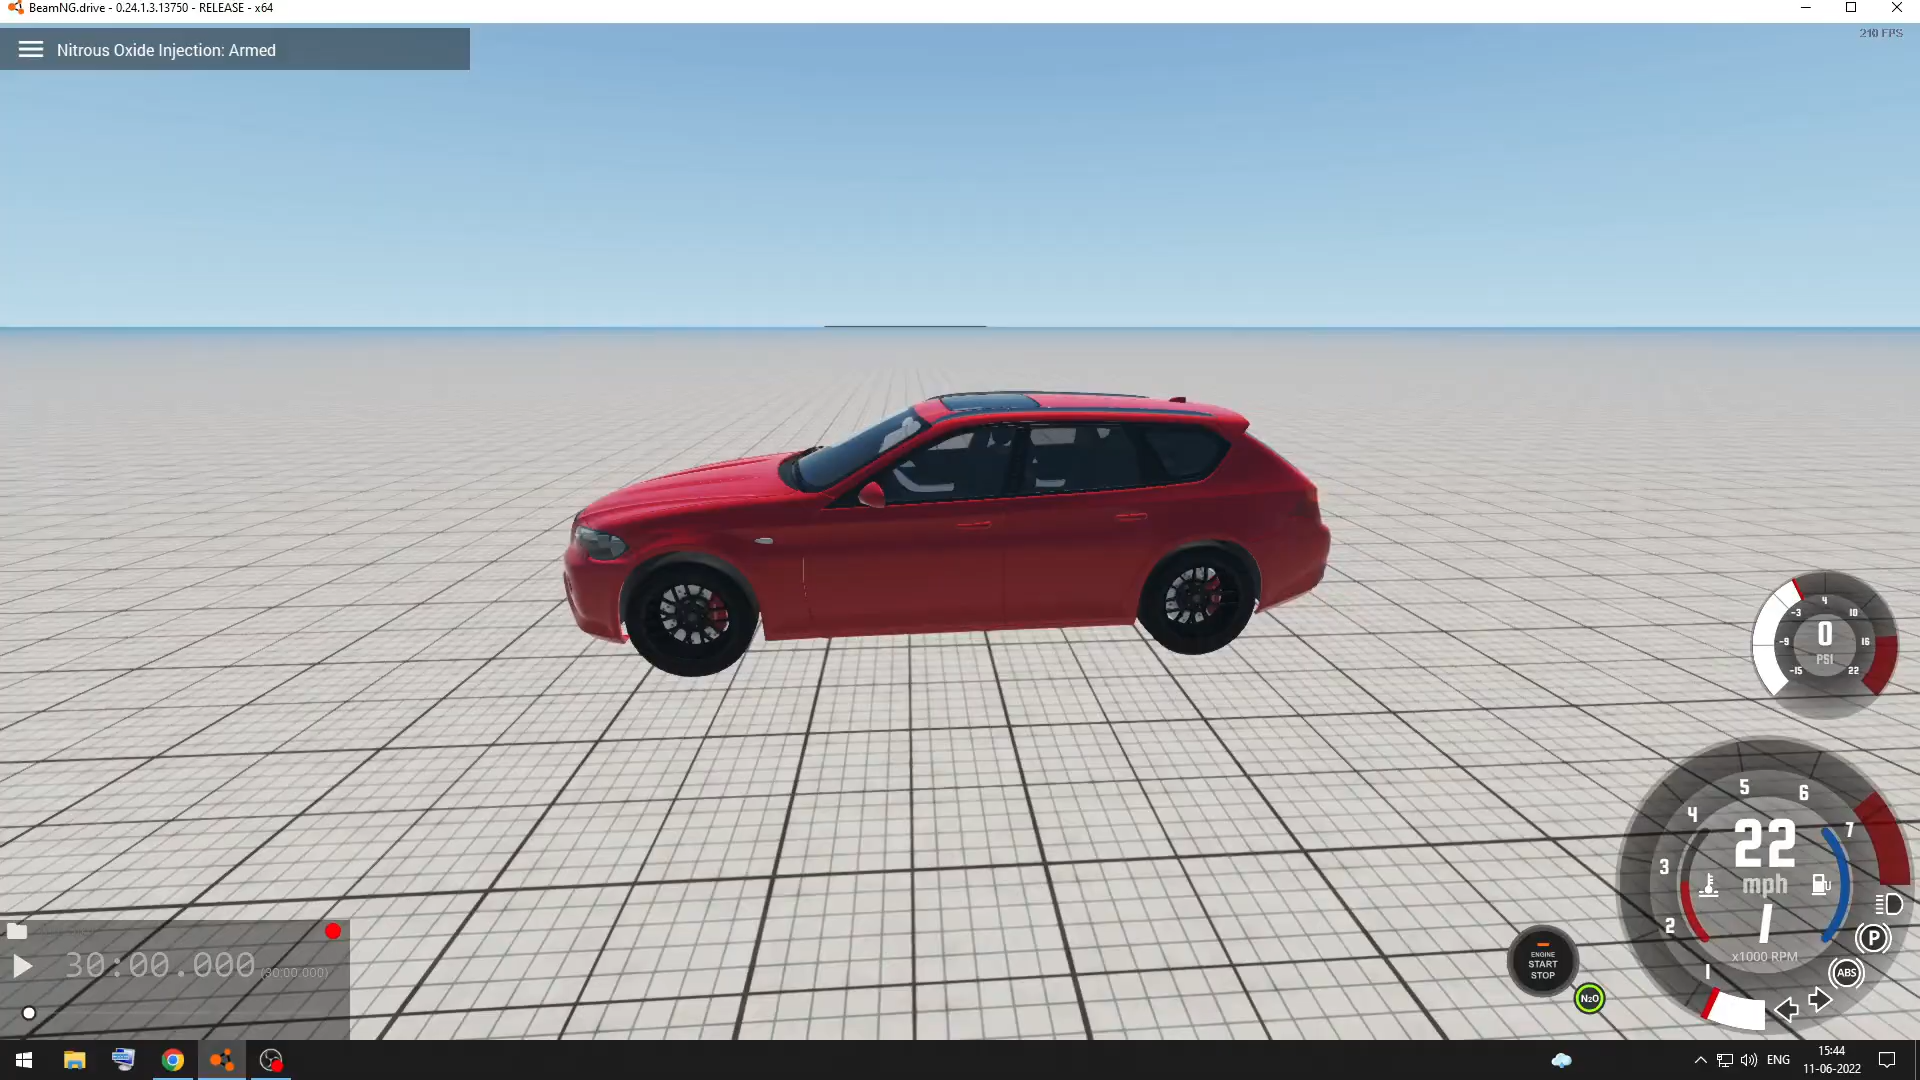 BeamNG.drive - 0.24.1.3.13750 - RELEASE - x64
210 FPS
Nitrous Oxide Injection: Armed
4
-3
10
-9
0
16
PSI
-15
22
5
4
6
22
7
3
mph
2
1
x1000 RPM
1
P
ABS
ENGINE
START
STOP
N2O
30:00.000 (30:00.000)
ENG
15:44
11-06-2022